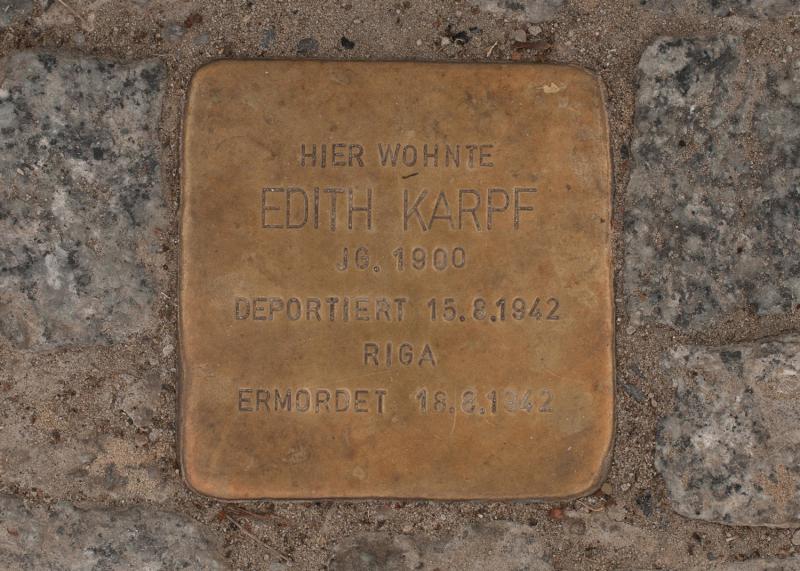 HIER WOHNTE
EDITH KARPF
JG. 1900
DEPORTIERT 15.8.1942
RIGA
ERMORDET 18.8.1942